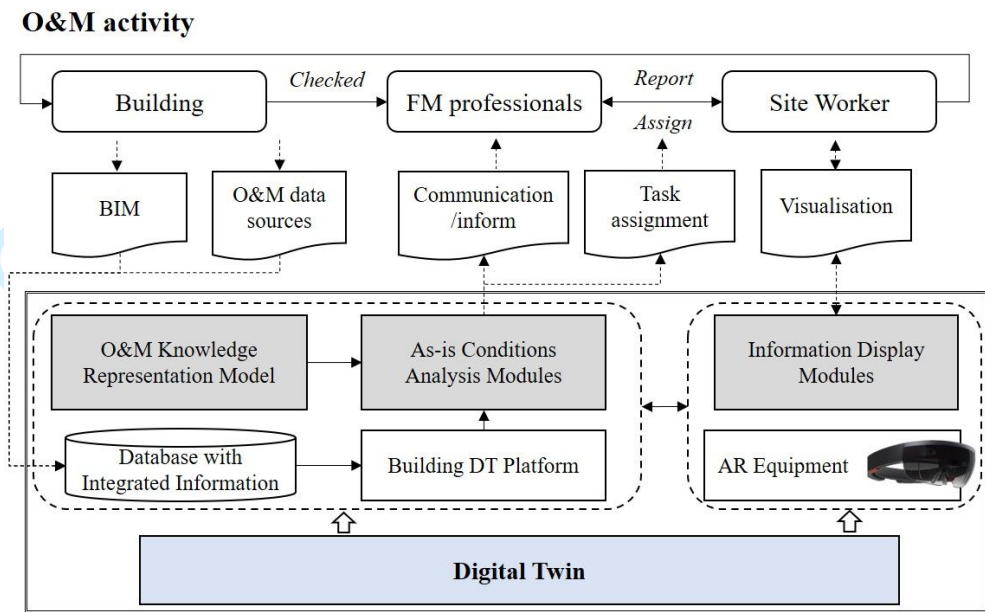 O&M activity
Building
Checked
FM professionals
Report
Assign
Site Worker
BIM
O&M data
sources
Communication
/inform
Task
assignment
Visualisation
O&M Knowledge
Representation Model
As-is Conditions
Analysis Modules
Information Display
Modules
Database with
Integrated Information
Building DT Platform
AR Equipment
Digital Twin